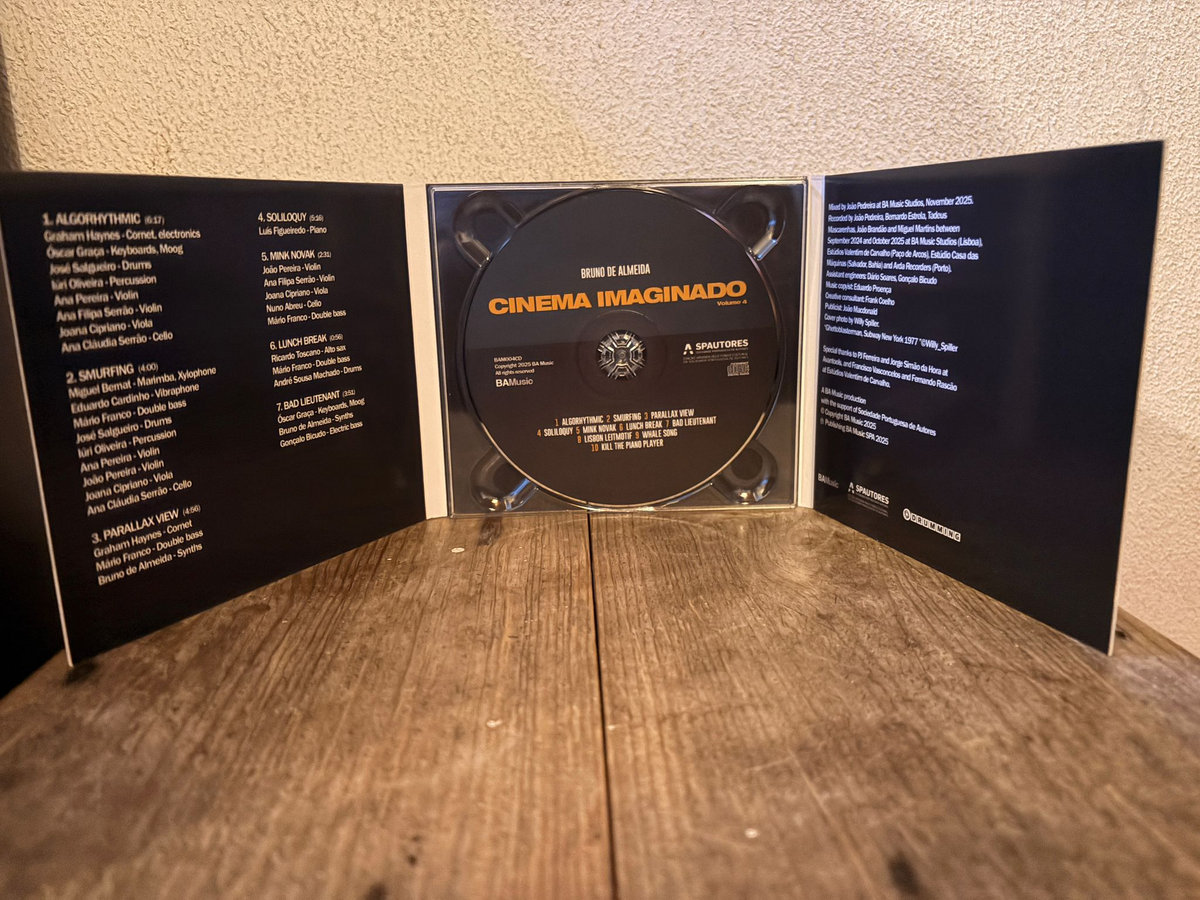 1. ALGORHYTHMIC (6:17)
Graham Haynes - Cornet, electronics
Óscar Graça - Keyboards, Moog
José Salgueiro - Drums
Iúri Oliveira - Percussion
Ana Pereira - Violin
Ana Filipa Serrão - Violin
Joana Cipriano - Viola
Ana Cláudia Serrão - Cello
2. SMURFING (4:00)
Miguel Bernat - Marimba, Xylophone
Eduardo Cardinho - Vibraphone
Mário Franco - Double bass
José Salgueiro - Drums
Iúri Oliveira - Percussion
Ana Pereira - Violin
João Pereira - Violin
Joana Cipriano - Viola
Ana Cláudia Serrão - Cello
3. PARALLAX VIEW (4:56)
Graham Haynes - Cornet
Mário Franco - Double bass
Bruno de Almeida - Synths
4. SOLILOQUY (5:16)
Luís Figueiredo - Piano
5. MINK NOVAK (2:31)
João Pereira - Violin
Ana Filipa Serrão - Violin
Joana Cipriano - Viola
Nuno Abreu - Cello
Mário Franco - Double bass
6. LUNCH BREAK (0:56)
Ricardo Toscano - Alto sax
Mário Franco - Double bass
André Sousa Machado - Drums
7. BAD LIEUTENANT (3:51)
Óscar Graça - Keyboards, Moog
Bruno de Almeida - Synths
Gonçalo Bicudo - Electric bass
BRUNO DE ALMEIDA
CINEMA IMAGINADO
Volume 4
BAM004CD
Copyright 2025 BA Music
All rights reserved
BAMusic
SPAUTORES
1 ALGORHYTHMIC 2 SMURFING 3 PARALLAX VIEW
4 SOLILOQUY 5 MINK NOVAK 6 LUNCH BREAK 7 BAD LIEUTENANT
8 LISBON LEITMOTIF 9 WHALE SONG
10 KILL THE PIANO PLAYER
Mixed by João Pedreira at BA Music Studios, November 2025.
Recorded by João Pedreira, Bernardo Estrela, Tadeus
Mascarenhas, João Brandão and Miguel Martins between
September 2024 and October 2025 at BA Music Studios (Lisboa),
Estúdios Valentim de Carvalho (Paço de Arcos), Estúdio Casa das
Máquinas (Salvador, Bahia) and Arda Recorders (Porto).
Assistant engineers: Dário Soares, Gonçalo Bicudo
Music copyist: Eduardo Proença
Creative consultant: Frank Coelho
Publicist: João Macdonald
Cover photo by Willy Spiller.
"Ghettoblasterman, Subway New York 1977 "©Willy_Spiller
Special thanks to PJ Ferreira and Jorge Simão da Hora at
Avantools, and Francisco Vasconcelos and Fernando Rascão
at Estúdios Valentim de Carvalho.
A BA Music production
with the support of Sociedade Portuguesa de Autores
© Copyright BA Music 2025
℗ Publishing BA Music SPA 2025
BAMusic
SPAUTORES
DRUMMING